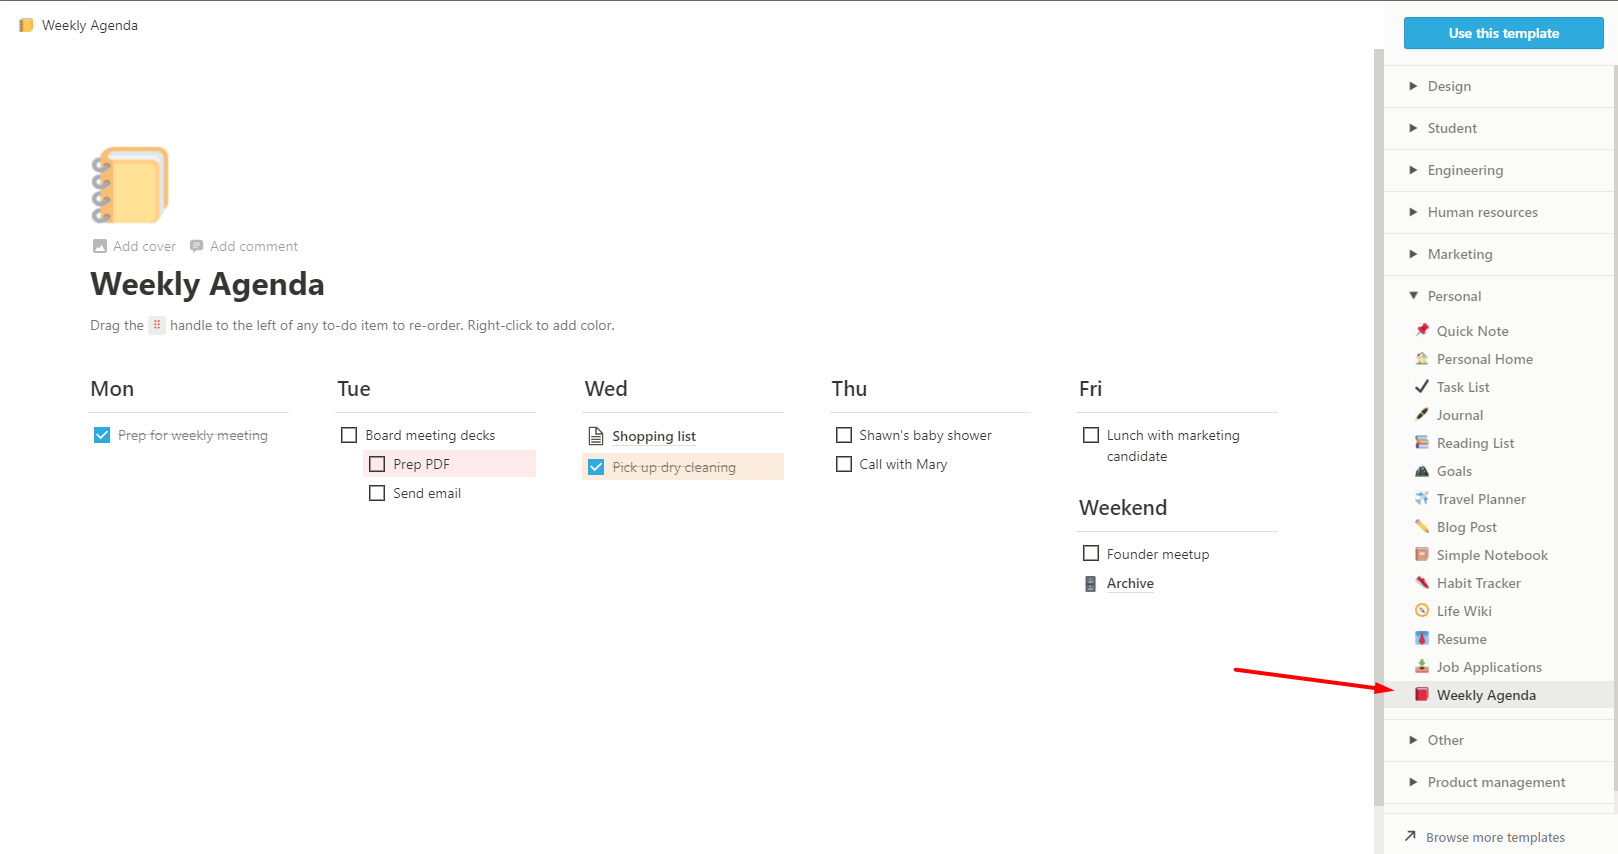 Weekly Agenda
Add cover Add comment
Weekly Agenda
Drag the ⠿ handle to the left of any to-do item to re-order. Right-click to add color.
Mon
Prep for weekly meeting
Tue
Board meeting decks
Prep PDF
Send email
Wed
Shopping list
Pick up dry cleaning
Thu
Shawn's baby shower
Call with Mary
Fri
Lunch with marketing
candidate
Weekend
Founder meetup
Archive
Use this template
Design
Student
Engineering
Human resources
Marketing
Personal
Quick Note
Personal Home
Task List
Journal
Reading List
Goals
Travel Planner
Blog Post
Simple Notebook
Habit Tracker
Life Wiki
Resume
Job Applications
Weekly Agenda
Other
Product management
Browse more templates